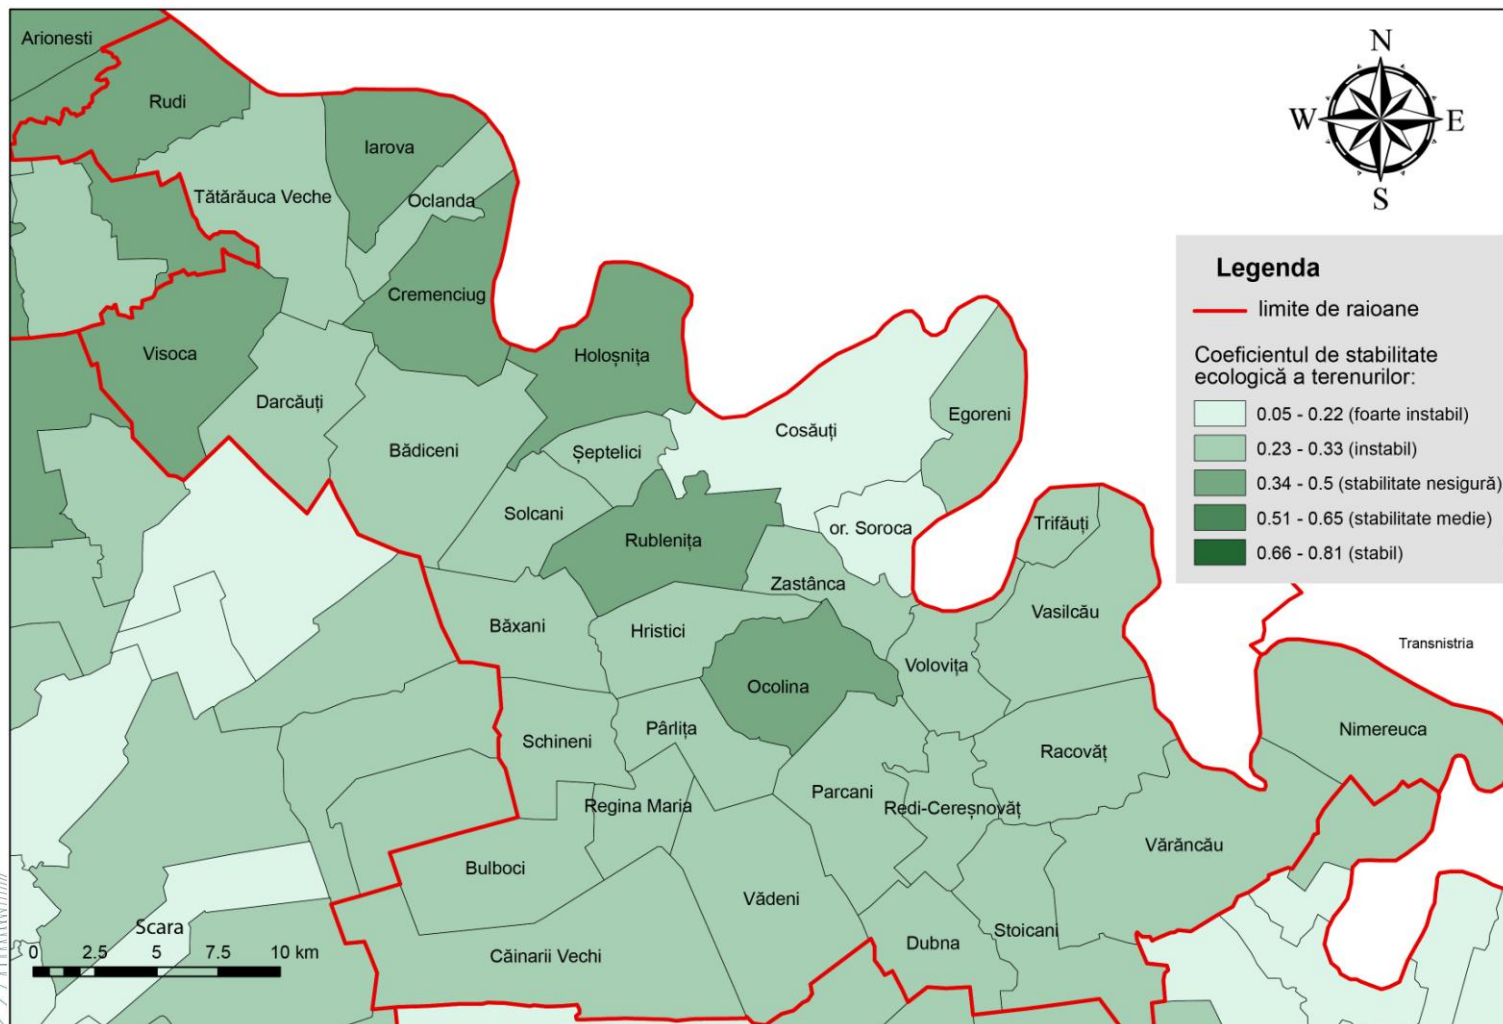 Arionesti
N
Rudi
W
E
Iarova
S
Tătărăuca Veche
Oclanda
Legenda
limite de raioane
Coeficientul de stabilitate
ecologică a terenurilor:
0.05 - 0.22 (foarte instabil)
0.23 - 0.33 (instabil)
0.34 - 0.5 (stabilitate nesigură)
0.51 - 0.65 (stabilitate medie)
0.66 - 0.81 (stabil)
Cremenciug
Visoca
Holoșnița
Darcăuți
Egoreni
Cosăuți
Bădiceni
Șeptelici
Solcani
or. Soroca
Trifăuți
Rublenița
Zastânca
Vasilcău
Băxani
Hristici
Transnistria
Volovița
Ocolina
Nimereuca
Schineni
Pârlița
Racovăț
Parcani
Regina Maria
Redi-Cereșnovăț
Vărăncău
Bulboci
Vădeni
Scara
Stoicani
Dubna
0 2.5 5 7.5 10 km
Căinarii Vechi